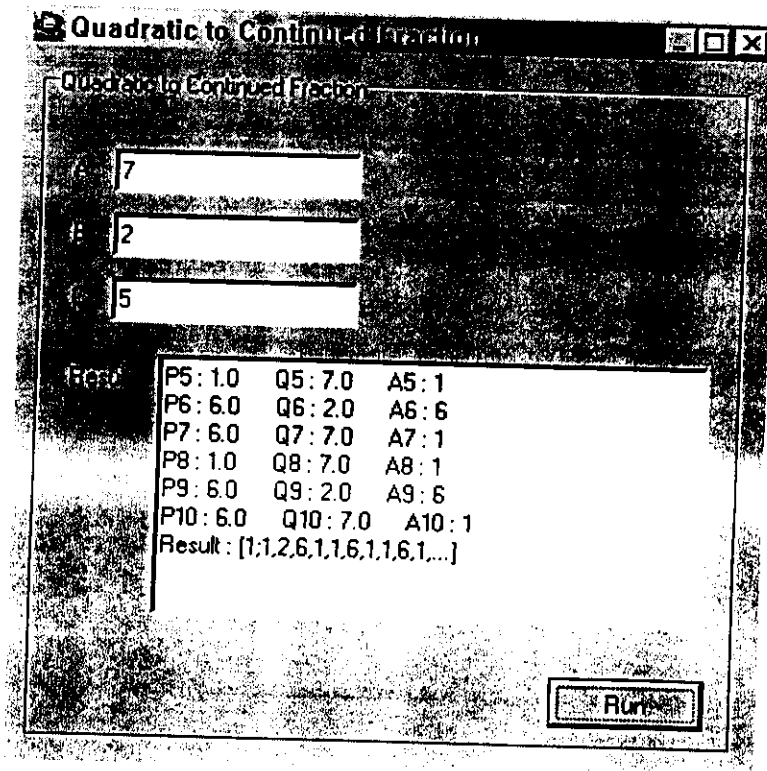 Quadratic to Continued Fraction
Quadratic to Continued Fraction
A 7
B 2
C 5
Result
P5 : 1.0 Q5 : 7.0 A5 : 1
P6 : 6.0 Q6 : 2.0 A6 : 6
P7 : 6.0 Q7 : 7.0 A7 : 1
P8 : 1.0 Q8 : 7.0 A8 : 1
P9 : 6.0 Q9 : 2.0 A9 : 6
P10 : 6.0 Q10 : 7.0 A10 : 1
Result : [1;1,2,6,1,1,6,1,1,6,1,...]
Run